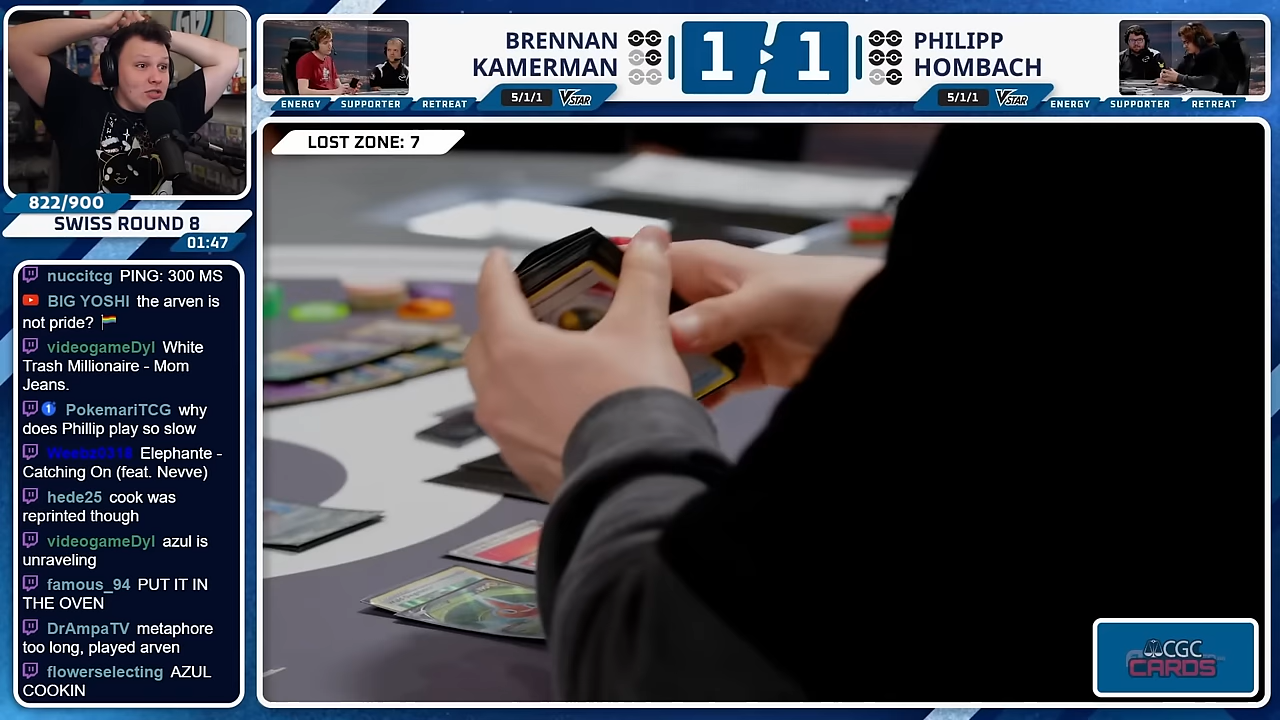 BRENNAN
KAMERMAN
1 1
PHILIPP
HOMBACH
5/1/1 VSTAR
5/1/1 VSTAR
ENERGY SUPPORTER RETREAT
ENERGY SUPPORTER RETREAT
LOST ZONE: 7
822/900
SWISS ROUND 8
01:47
nuccitcg PING: 300 MS
BIG YOSHI the arven is
not pride? 🏳️‍🌈
videogameDyl White
Trash Millionaire - Mom
Jeans.
1 PokemariTCG why
does Phillip play so slow
Elephante -
Catching On (feat. Nevve)
hede25 cook was
reprinted though
videogameDyl azul is
unraveling
famous_94 PUT IT IN
THE OVEN
DrAmpaTV metaphore
too long, played arven
flowerselecting AZUL
COOKIN
CGC
CARDS